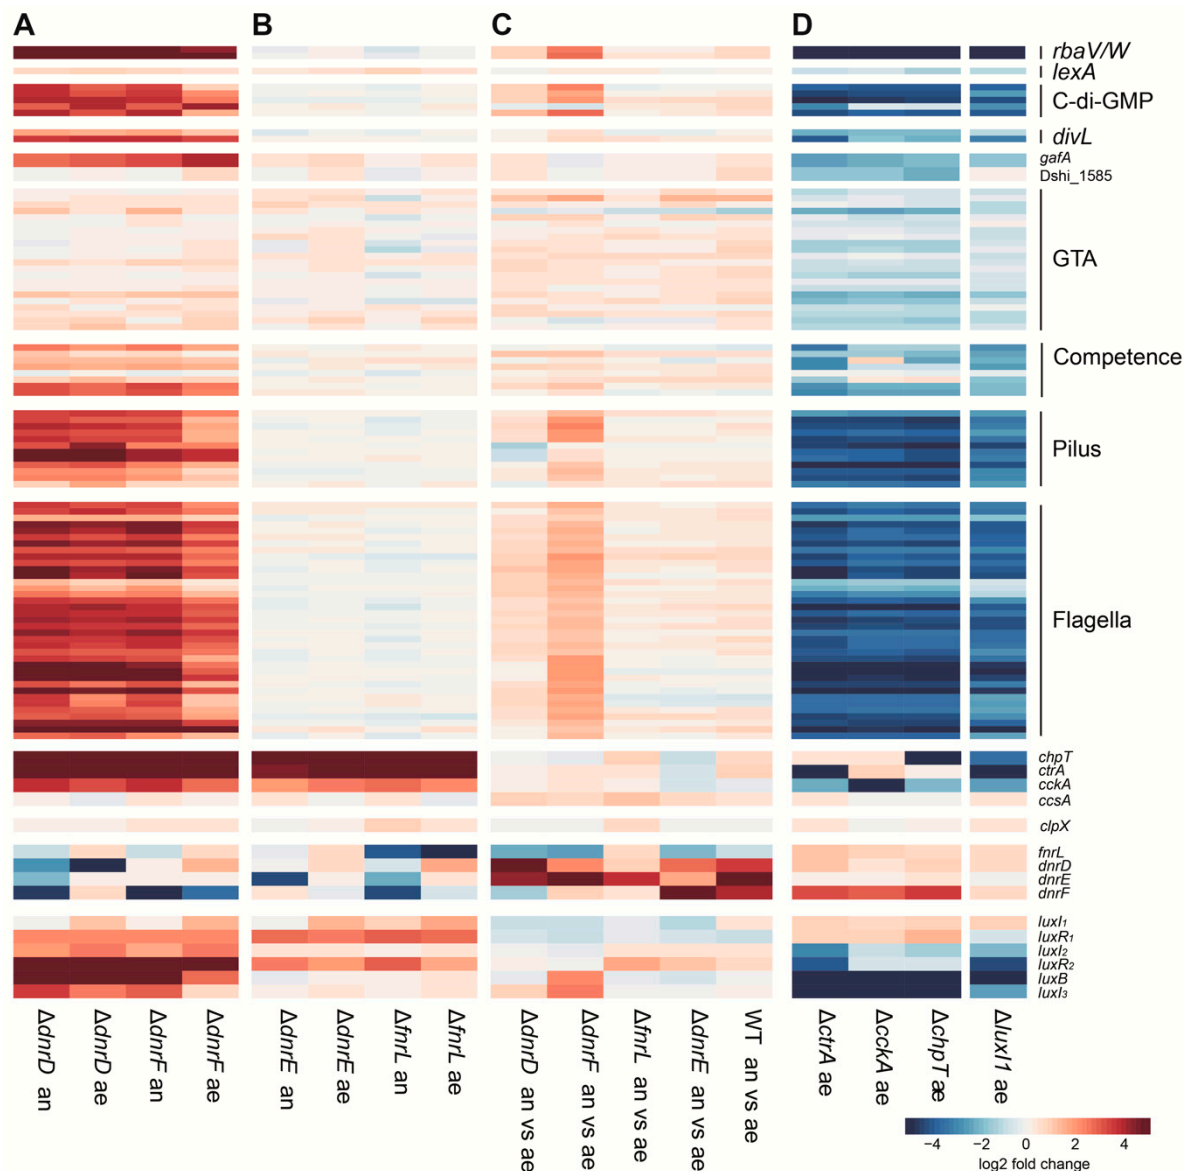 A B C D
rbaV/W
lexA
C-di-GMP
divL
gafA
Dshi_1585
GTA
Competence
Pilus
Flagella
chpT
ctrA
cckA
ccsA
clpX
fnrL
dnrD
dnrE
dnrF
luxI1
luxR1
luxI2
luxR2
luxB
luxI3
ΔdnrD an
ΔdnrD ae
ΔdnrF an
ΔdnrF ae
ΔdnrE an
ΔdnrE ae
ΔfnrL an
ΔfnrL ae
ΔdnrD an vs ae
ΔdnrF an vs ae
ΔfnrL an vs ae
ΔdnrE an vs ae
WT an vs ae
ΔctrA ae
ΔcckA ae
ΔchpT æ
ΔluxI1 ae
−4 −2 0 2 4
log2 fold change